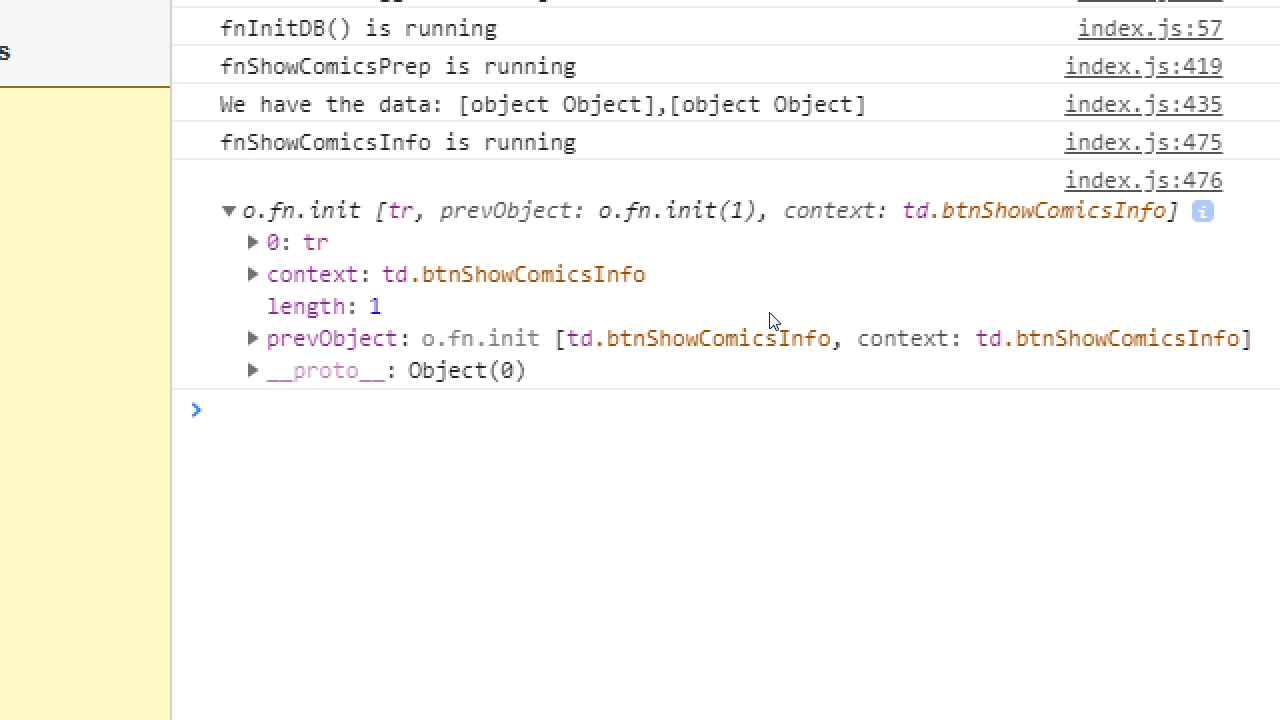 s
fnInitDB() is running index.js:57
fnShowComicsPrep is running index.js:419
We have the data: [object Object],[object Object] index.js:435
fnShowComicsInfo is running index.js:475
index.js:476
▼ o.fn.init [tr, prevObject: o.fn.init(1), context: td.btnShowComicsInfo] i
▶ 0: tr
▶ context: td.btnShowComicsInfo
length: 1
▶ prevObject: o.fn.init [td.btnShowComicsInfo, context: td.btnShowComicsInfo]
▶ __proto__: Object(0)
>